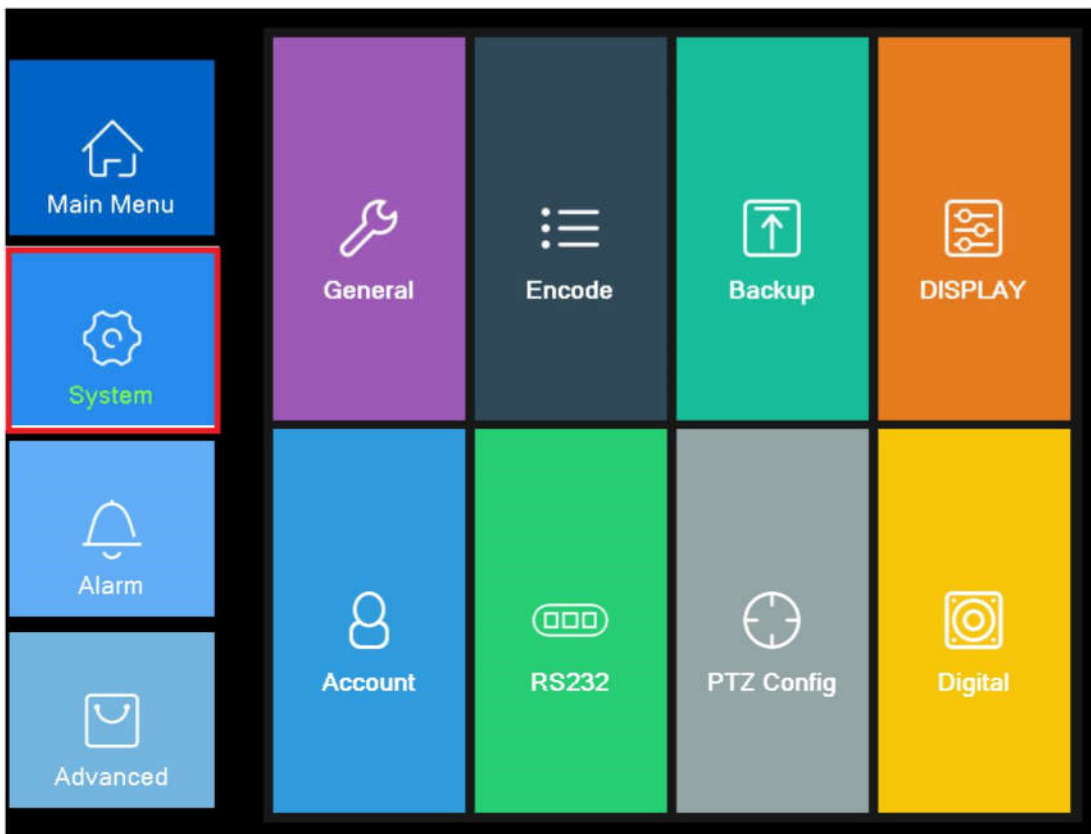 Main Menu
System
Alarm
Advanced
General
Encode
Backup
DISPLAY
Account
RS232
PTZ Config
Digital